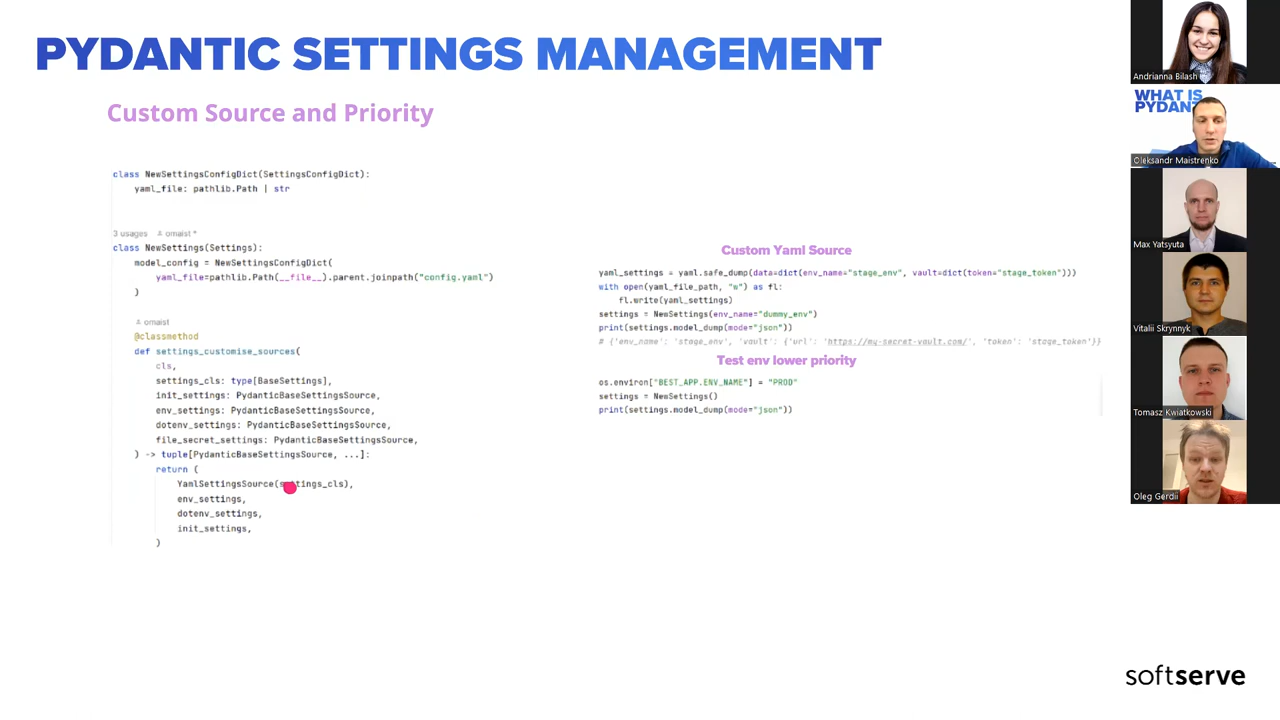 PYDANTIC SETTINGS MANAGEMENT
Custom Source and Priority
class NewSettingsConfigDict(SettingsConfigDict):
yaml_file: pathlib.Path | str
3 usages omaist *
class NewSettings(Settings):
model_config = NewSettingsConfigDict(
yaml_file=pathlib.Path(__file__).parent.joinpath("config.yaml")
)
omaist
@classmethod
def settings_customise_sources(
cls,
settings_cls: type[BaseSettings],
init_settings: PydanticBaseSettingsSource,
env_settings: PydanticBaseSettingsSource,
dotenv_settings: PydanticBaseSettingsSource,
file_secret_settings: PydanticBaseSettingsSource,
) -> tuple[PydanticBaseSettingsSource, ...]:
return (
YamlSettingsSource(settings_cls),
env_settings,
dotenv_settings,
init_settings,
)
Custom Yaml Source
yaml_settings = yaml.safe_dump(data=dict(env_name="stage_env", vault=dict(token="stage_token")))
with open(yaml_file_path, "w") as fl:
fl.write(yaml_settings)
settings = NewSettings(env_name="dummy_env")
print(settings.model_dump(mode="json"))
# {'env_name': 'stage_env', 'vault': {'url': 'https://my-secret-vault.com/', 'token': 'stage_token'}}
Test env lower priority
os.environ["BEST_APP.ENV_NAME"] = "PROD"
settings = NewSettings()
print(settings.model_dump(mode="json"))
Andrianna Bilash
WHAT IS
PYDAN
Oleksandr Maistrenko
Max Yatsyuta
Vitalii Skrynnyk
Tomasz Kwiatkowski
Oleg Gerdii
softserve